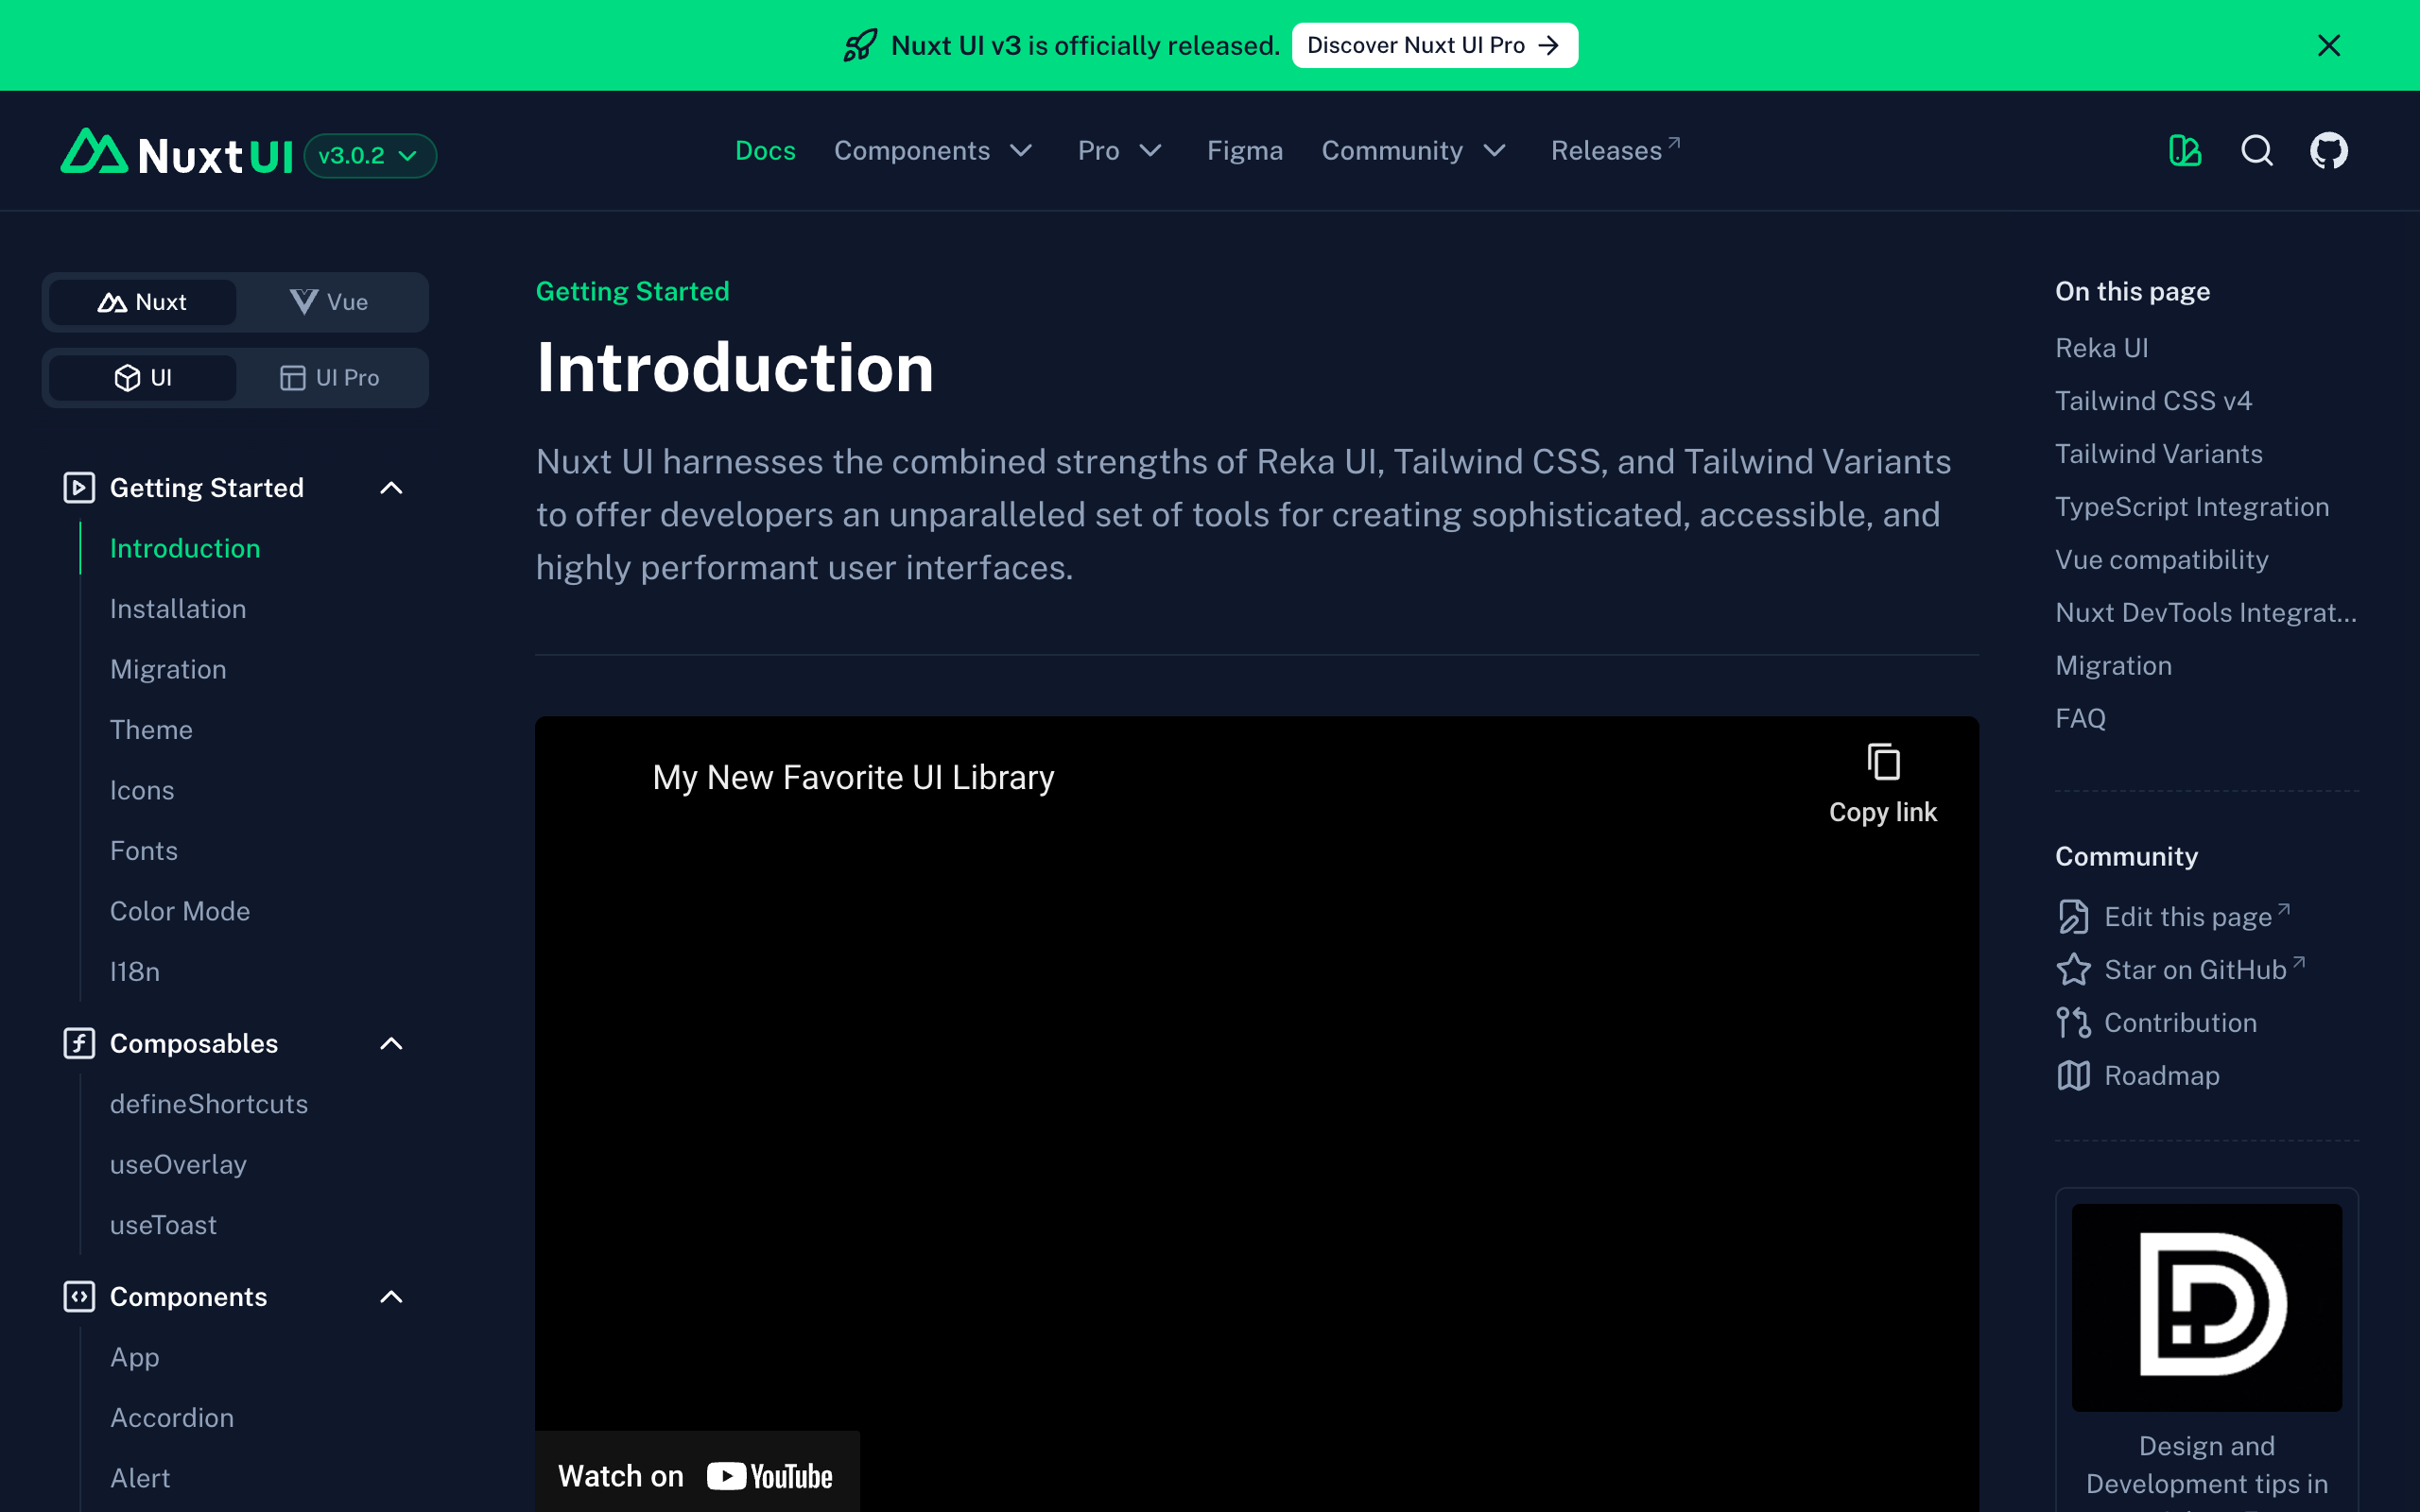 Nuxt UI v3 is officially released. Discover Nuxt UI Pro
Nuxt UI v3.0.2
Docs Components Pro Figma Community Releases
Nuxt Vue
UI UI Pro
Getting Started
Introduction
Installation
Migration
Theme
Icons
Fonts
Color Mode
I18n
Composables
defineShortcuts
useOverlay
useToast
Components
App
Accordion
Alert
Getting Started
Introduction
Nuxt UI harnesses the combined strengths of Reka UI, Tailwind CSS, and Tailwind Variants
to offer developers an unparalleled set of tools for creating sophisticated, accessible, and
highly performant user interfaces.
My New Favorite UI Library
Copy link
Watch on YouTube
On this page
Reka UI
Tailwind CSS v4
Tailwind Variants
TypeScript Integration
Vue compatibility
Nuxt DevTools Integrat...
Migration
FAQ
Community
Edit this page
Star on GitHub
Contribution
Roadmap
Design and
Development tips in